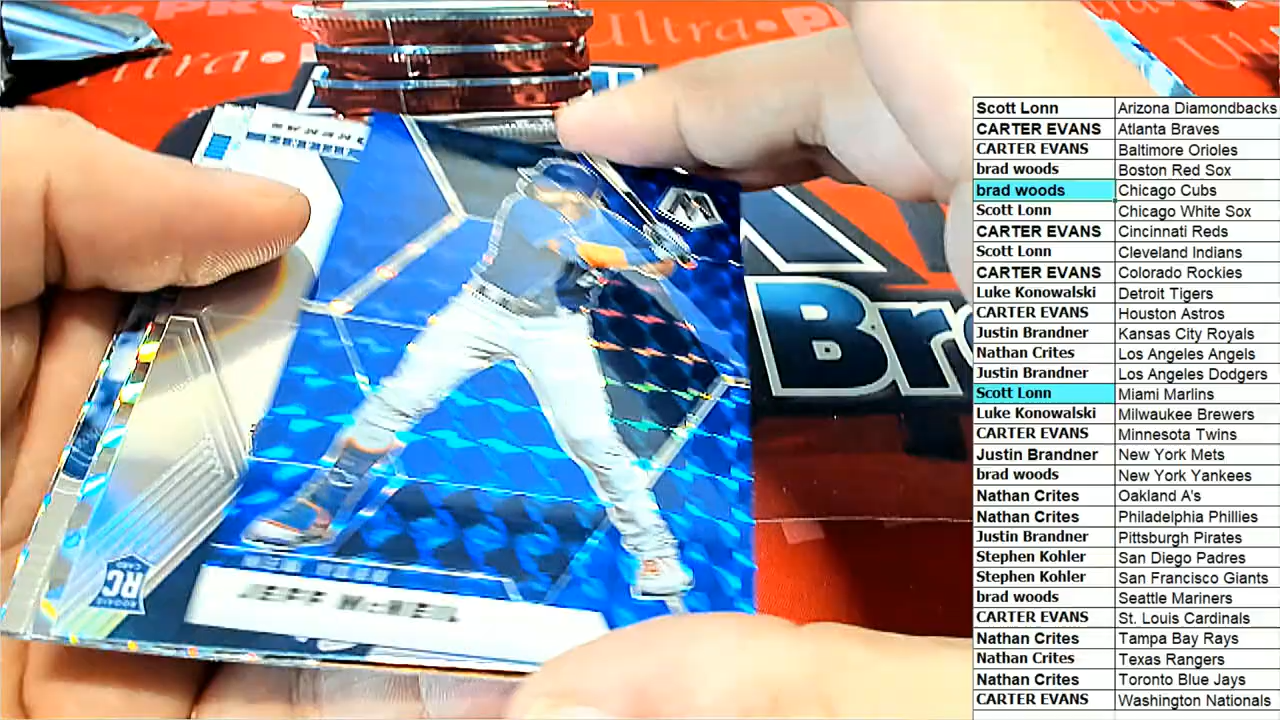 Ultra PRO
Ultra
Br
M
NEW YORK
JEFF McNEIL
RC
Scott Lonn Arizona Diamondbacks
CARTER EVANS Atlanta Braves
CARTER EVANS Baltimore Orioles
brad woods Boston Red Sox
brad woods Chicago Cubs
Scott Lonn Chicago White Sox
CARTER EVANS Cincinnati Reds
Scott Lonn Cleveland Indians
CARTER EVANS Colorado Rockies
Luke Konowalski Detroit Tigers
CARTER EVANS Houston Astros
Justin Brandner Kansas City Royals
Nathan Crites Los Angeles Angels
Justin Brandner Los Angeles Dodgers
Scott Lonn Miami Marlins
Luke Konowalski Milwaukee Brewers
CARTER EVANS Minnesota Twins
Justin Brandner New York Mets
brad woods New York Yankees
Nathan Crites Oakland A's
Nathan Crites Philadelphia Phillies
Justin Brandner Pittsburgh Pirates
Stephen Kohler San Diego Padres
Stephen Kohler San Francisco Giants
brad woods Seattle Mariners
CARTER EVANS St. Louis Cardinals
Nathan Crites Tampa Bay Rays
Nathan Crites Texas Rangers
Nathan Crites Toronto Blue Jays
CARTER EVANS Washington Nationals